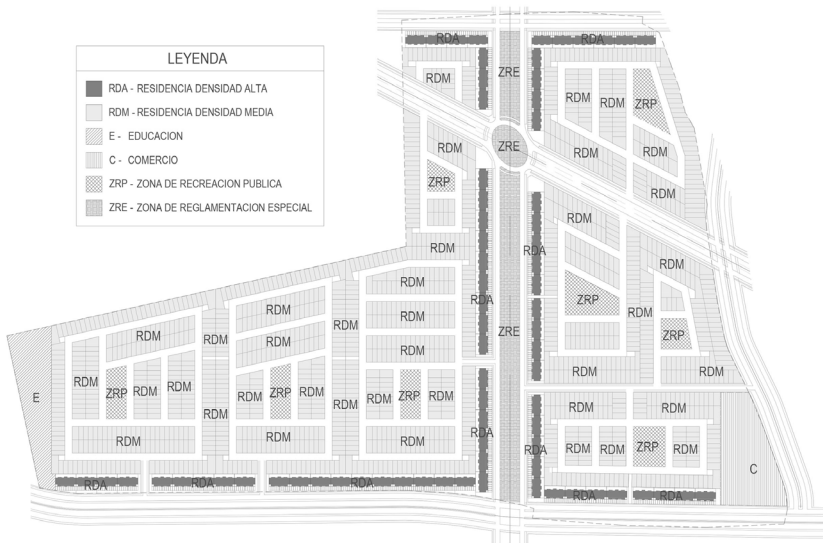 LEYENDA
RDA - RESIDENCIA DENSIDAD ALTA
RDM - RESIDENCIA DENSIDAD MEDIA
E - EDUCACION
C - COMERCIO
ZRP - ZONA DE RECREACION PUBLICA
ZRE - ZONA DE REGLAMENTACION ESPECIAL
RDA RDA
RDM ZRE
RDM RDM ZRP
RDM ZRE RDM RDM
ZRP RDM
RDM
RDM RDA RDM
RDM
RDA ZRP
RDM RDM RDM RDM RDM
RDM ZRE ZRP
RDM RDM
RDM RDM
RDM ZRP RDM RDM RDM ZRP RDM RDM ZRP RDM
E RDM RDM
RDM RDM
RDM RDM RDM RDA RDA RDM RDM ZRP RDM
C
RDA RDA RDA RDA RDA